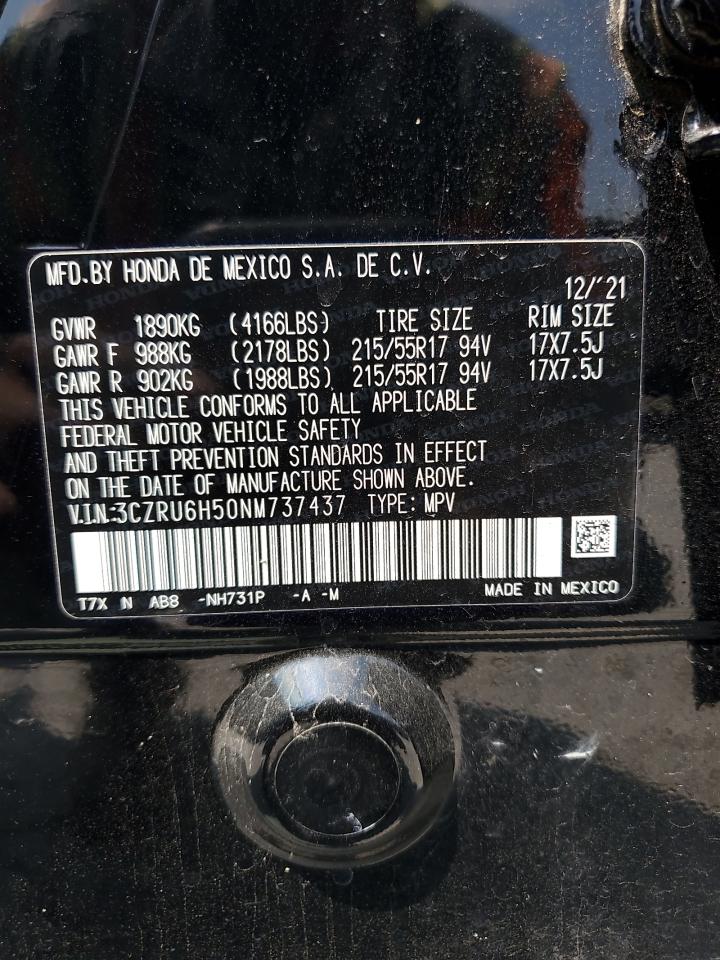 MFD.BY HONDA DE MEXICO S.A. DE C.V.
12/'21
GVWR 1890KG (4166LBS) TIRE SIZE RIM SIZE
GAWR F 988KG (2178LBS) 215/55R17 94V 17X7.5J
GAWR R 902KG (1988LBS) 215/55R17 94V 17X7.5J
THIS VEHICLE CONFORMS TO ALL APPLICABLE
FEDERAL MOTOR VEHICLE SAFETY
AND THEFT PREVENTION STANDARDS IN EFFECT
ON THE DATE OF MANUFACTURE SHOWN ABOVE.
V.I.N:3CZRU6H50NM737437 TYPE: MPV
T7X N AB8 -NH731P -A -M MADE IN MEXICO